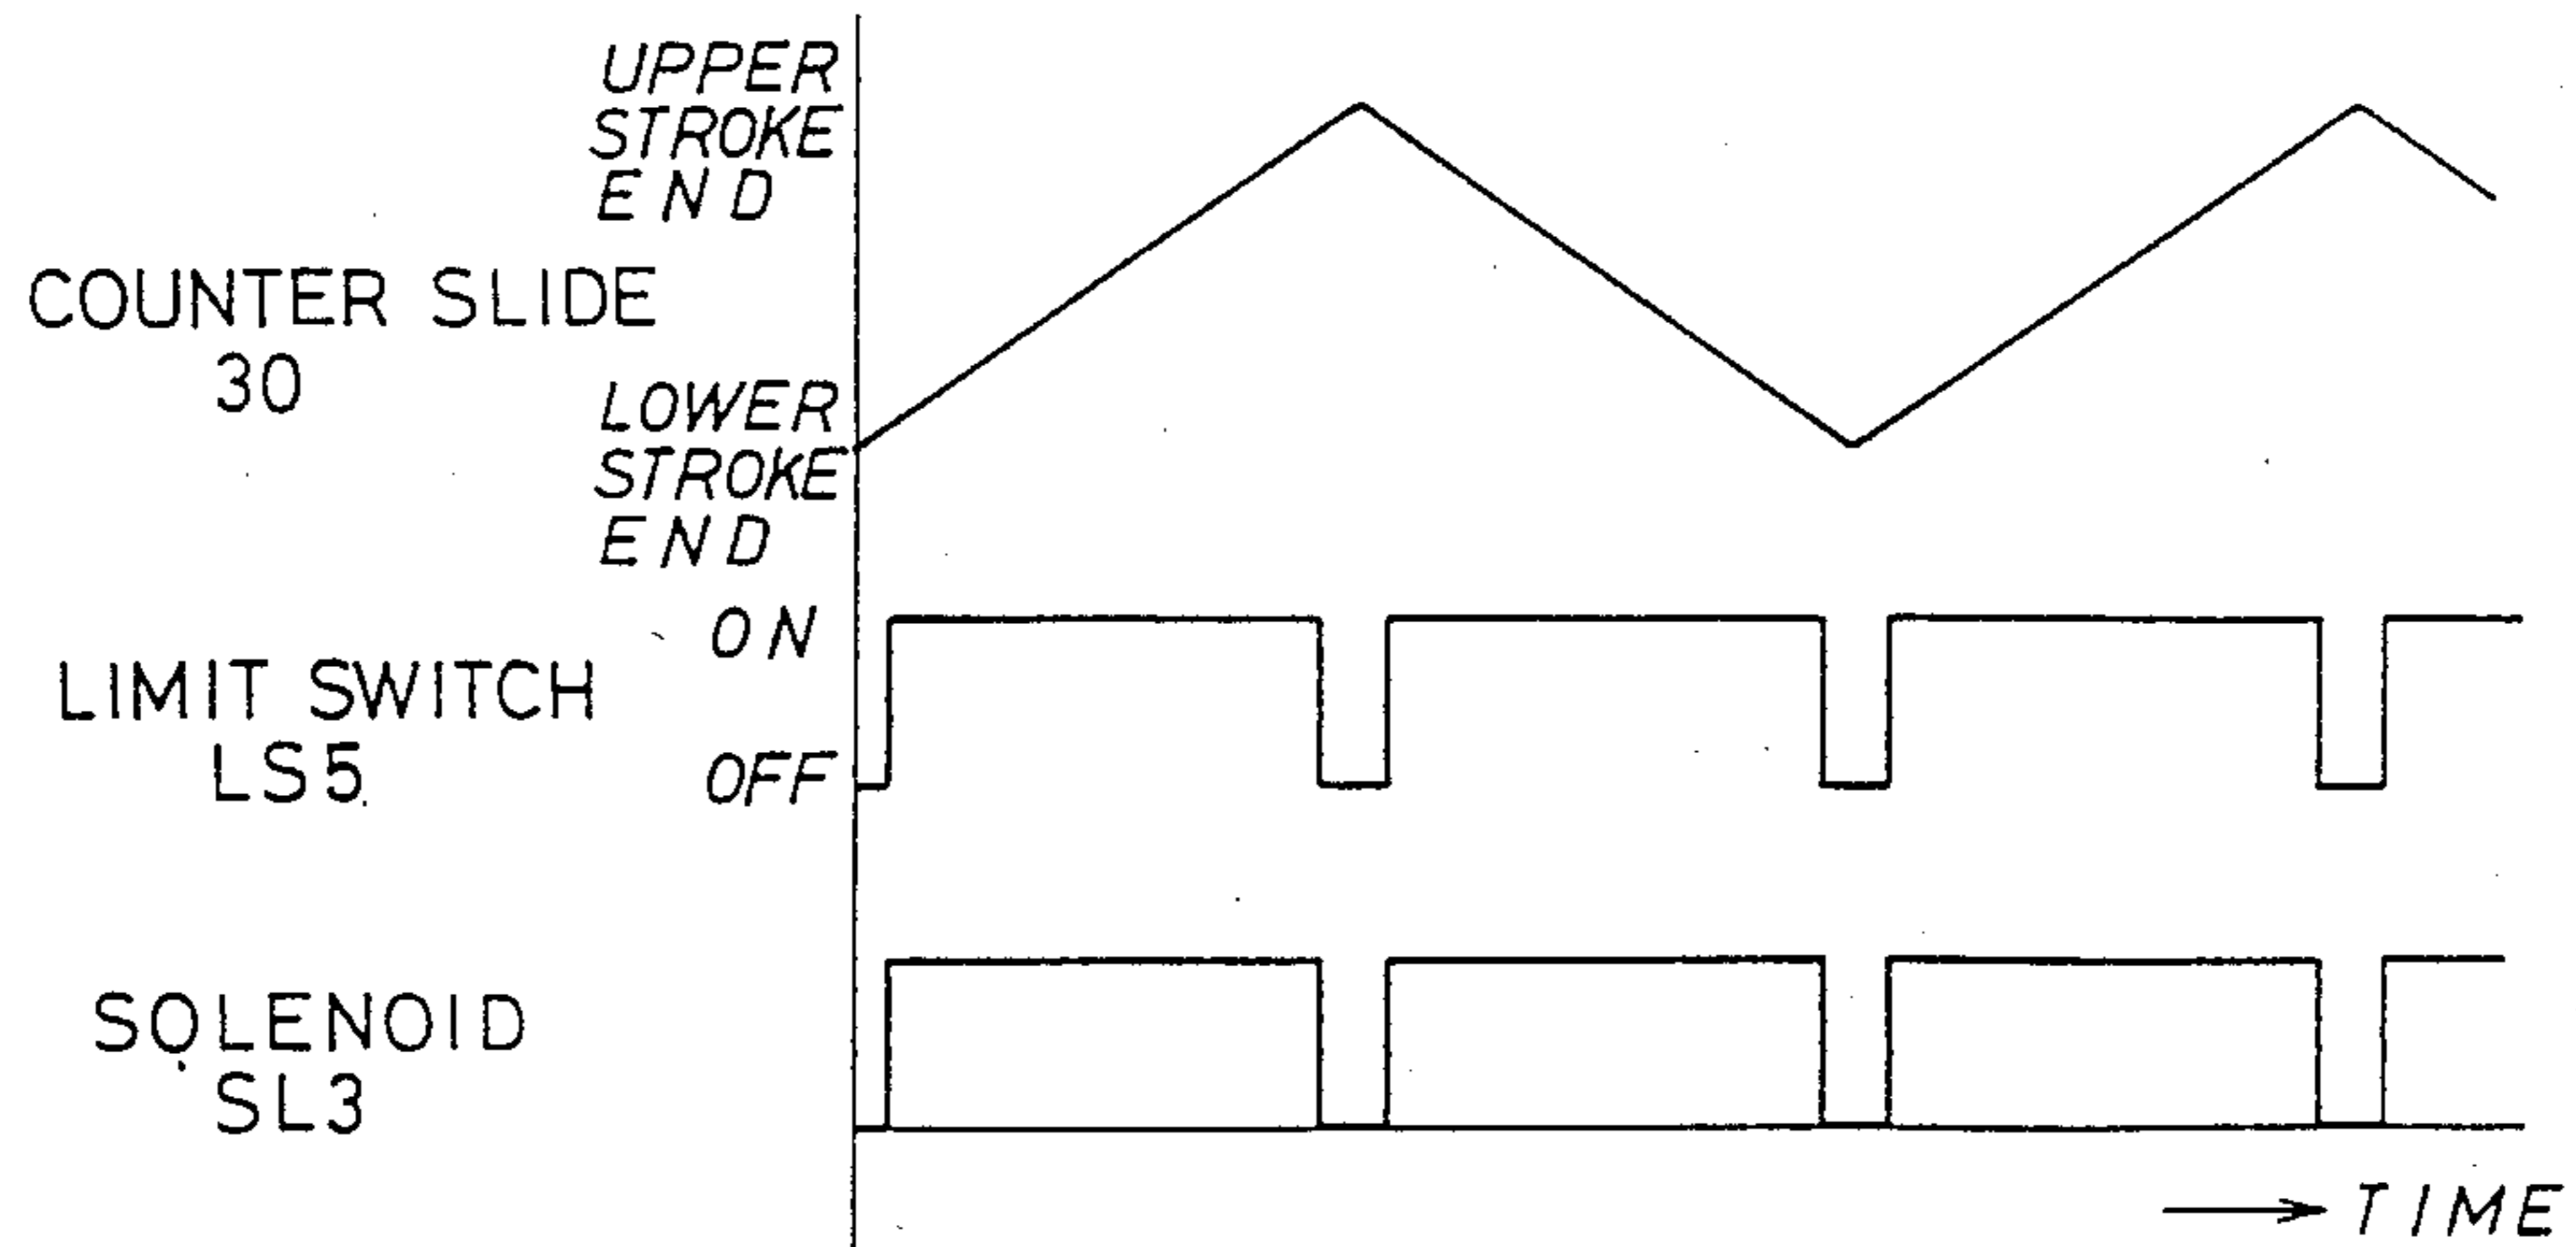 UPPER
STROKE
END
COUNTER SLIDE
30
LOWER
STROKE
END
ON
LIMIT SWITCH
LS5
OFF
SOLENOID
SL3
TIME